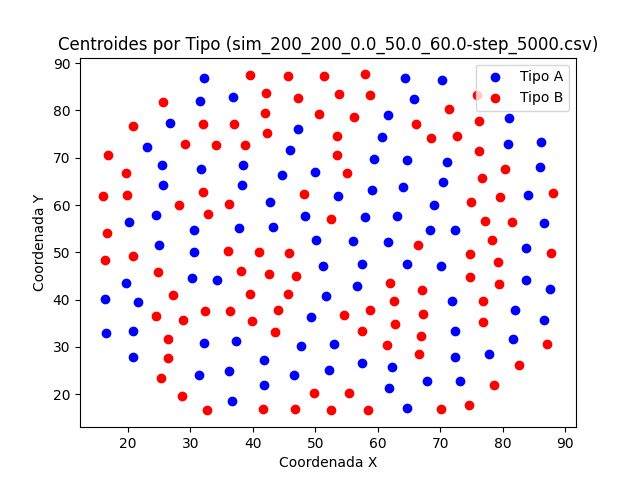 Centroides por Tipo (sim_200_200_0.0_50.0_60.0-step_5000.csv)
Tipo A
Tipo B
90
80
70
60
50
40
30
20
Coordenada Y
20 30 40 50 60 70 80 90
Coordenada X